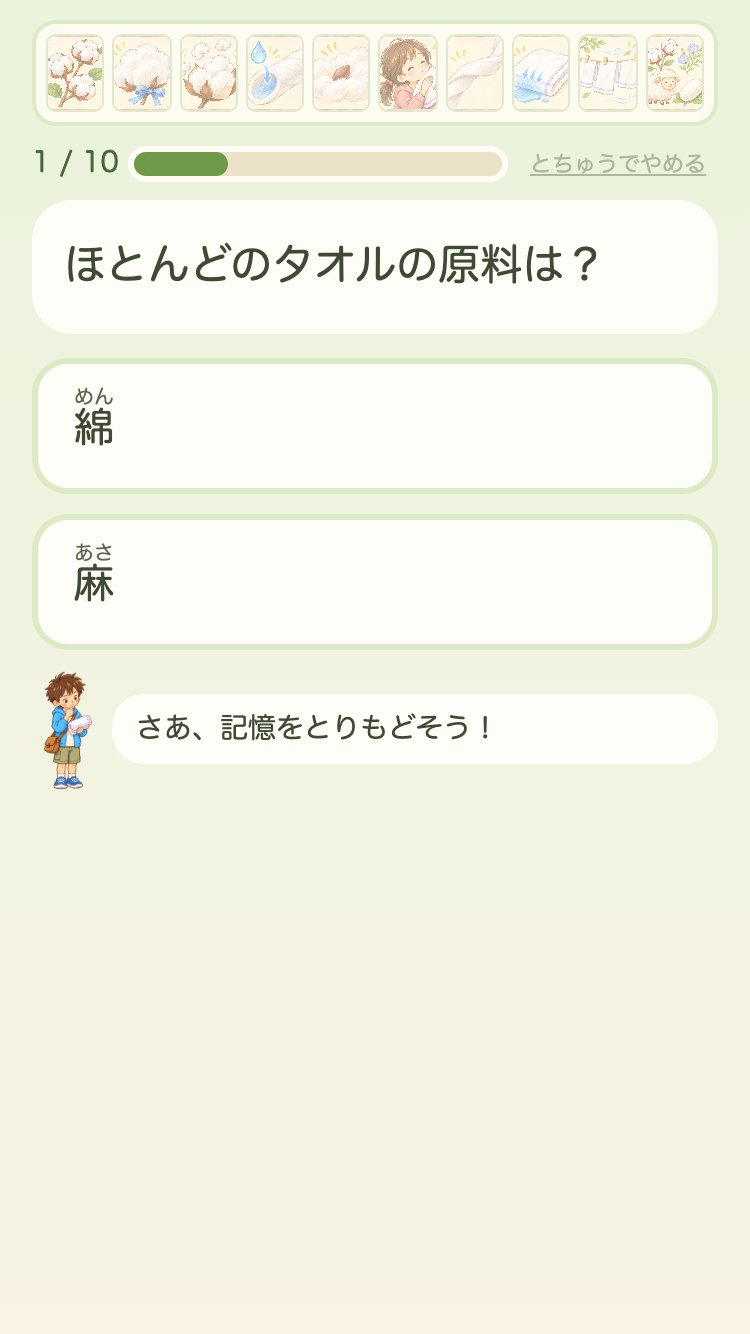 1 / 10
とちゅうでやめる
ほとんどのタオルの原料は？
めん
綿
あさ
麻
さあ、記憶をとりもどそう！